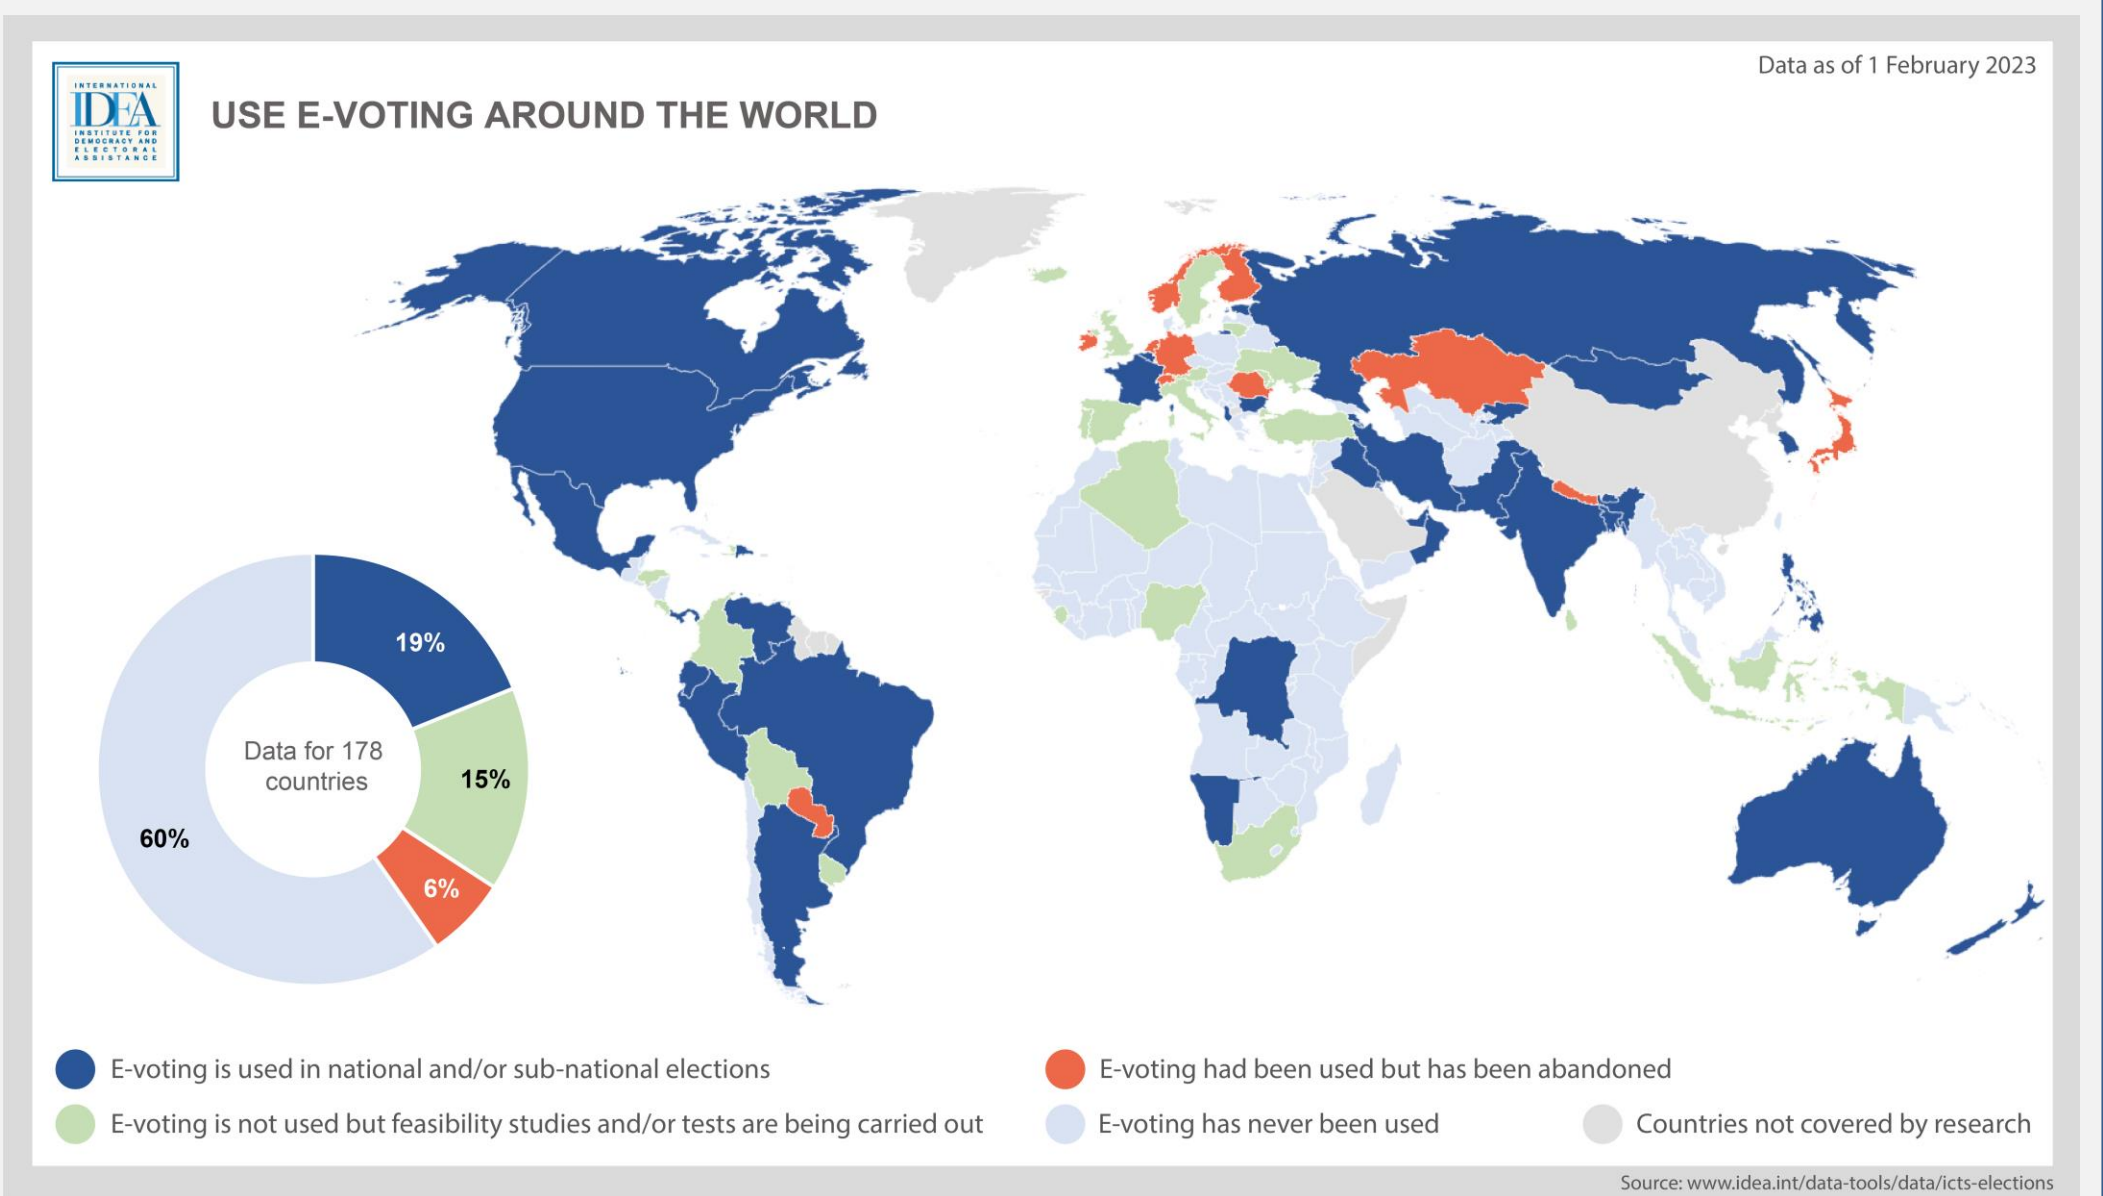 INTERNATIONAL
IDEA
INSTITUTE FOR
DEMOCRACY AND
ELECTORAL
ASSISTANCE
USE E-VOTING AROUND THE WORLD
Data as of 1 February 2023
19%
15%
6%
60%
Data for 178
countries
E-voting is used in national and/or sub-national elections
E-voting had been used but has been abandoned
E-voting is not used but feasibility studies and/or tests are being carried out
E-voting has never been used
Countries not covered by research
Source: www.idea.int/data-tools/data/icts-elections